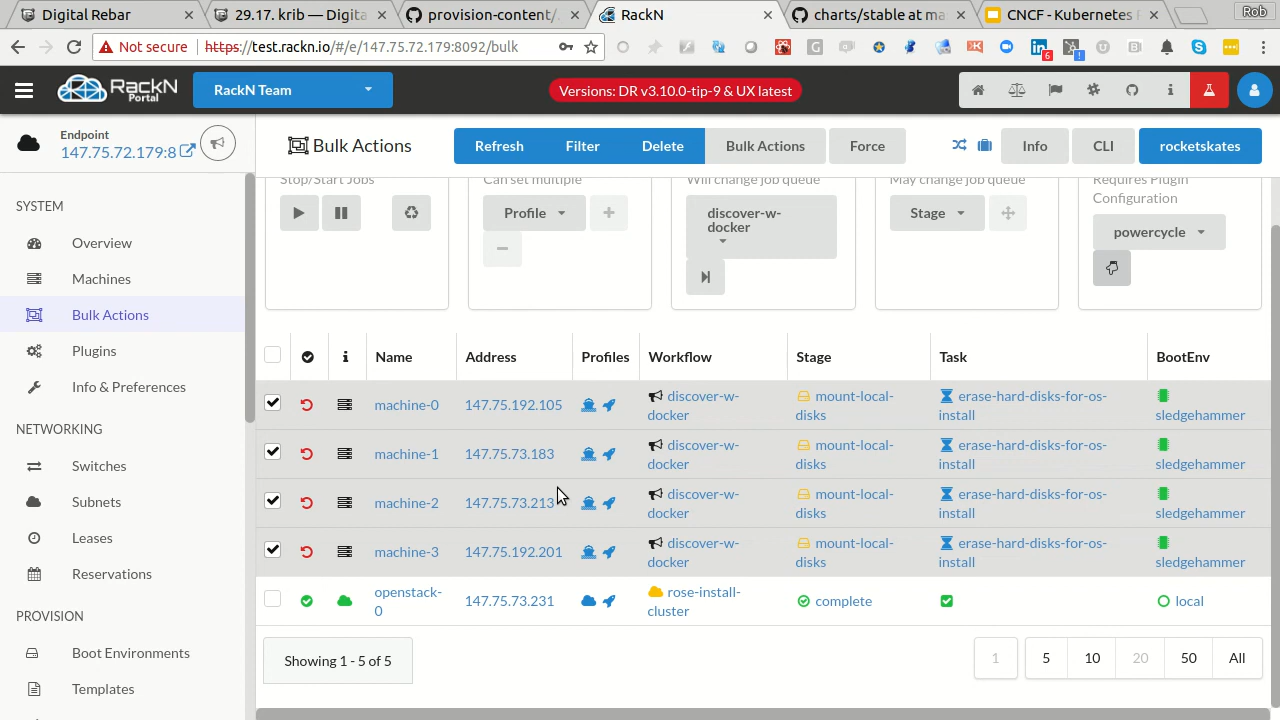 Digital Rebar
29.17. krib — Digita
provision-content/
RackN
charts/stable at ma
CNCF - Kubernetes
Rob
Not secure
https://test.rackn.io/#/e/147.75.72.179:8092/bulk
6
!
RackN
Portal
RackN Team
Versions: DR v3.10.0-tip-9 & UX latest
Endpoint
147.75.72.179:8
Bulk Actions
Refresh
Filter
Delete
Bulk Actions
Force
Info
CLI
rocketskates
SYSTEM
Overview
Machines
Bulk Actions
Plugins
Info & Preferences
NETWORKING
Switches
Subnets
Leases
Reservations
PROVISION
Boot Environments
Templates
Stop/Start Jobs
Can set multiple
Profile
Will change job queue
discover-w-
docker
May change job queue
Stage
Requires Plugin
Configuration
powercycle
Name Address Profiles Workflow Stage Task BootEnv
machine-0 147.75.192.105 discover-w- mount-local- erase-hard-disks-for-os-
docker disks install sledgehammer
machine-1 147.75.73.183 discover-w- mount-local- erase-hard-disks-for-os-
docker disks install sledgehammer
machine-2 147.75.73.213 discover-w- mount-local- erase-hard-disks-for-os-
docker disks install sledgehammer
machine-3 147.75.192.201 discover-w- mount-local- erase-hard-disks-for-os-
docker disks install sledgehammer
openstack- 147.75.73.231 rose-install- complete local
0 cluster
Showing 1 - 5 of 5
1 5 10 20 50 All